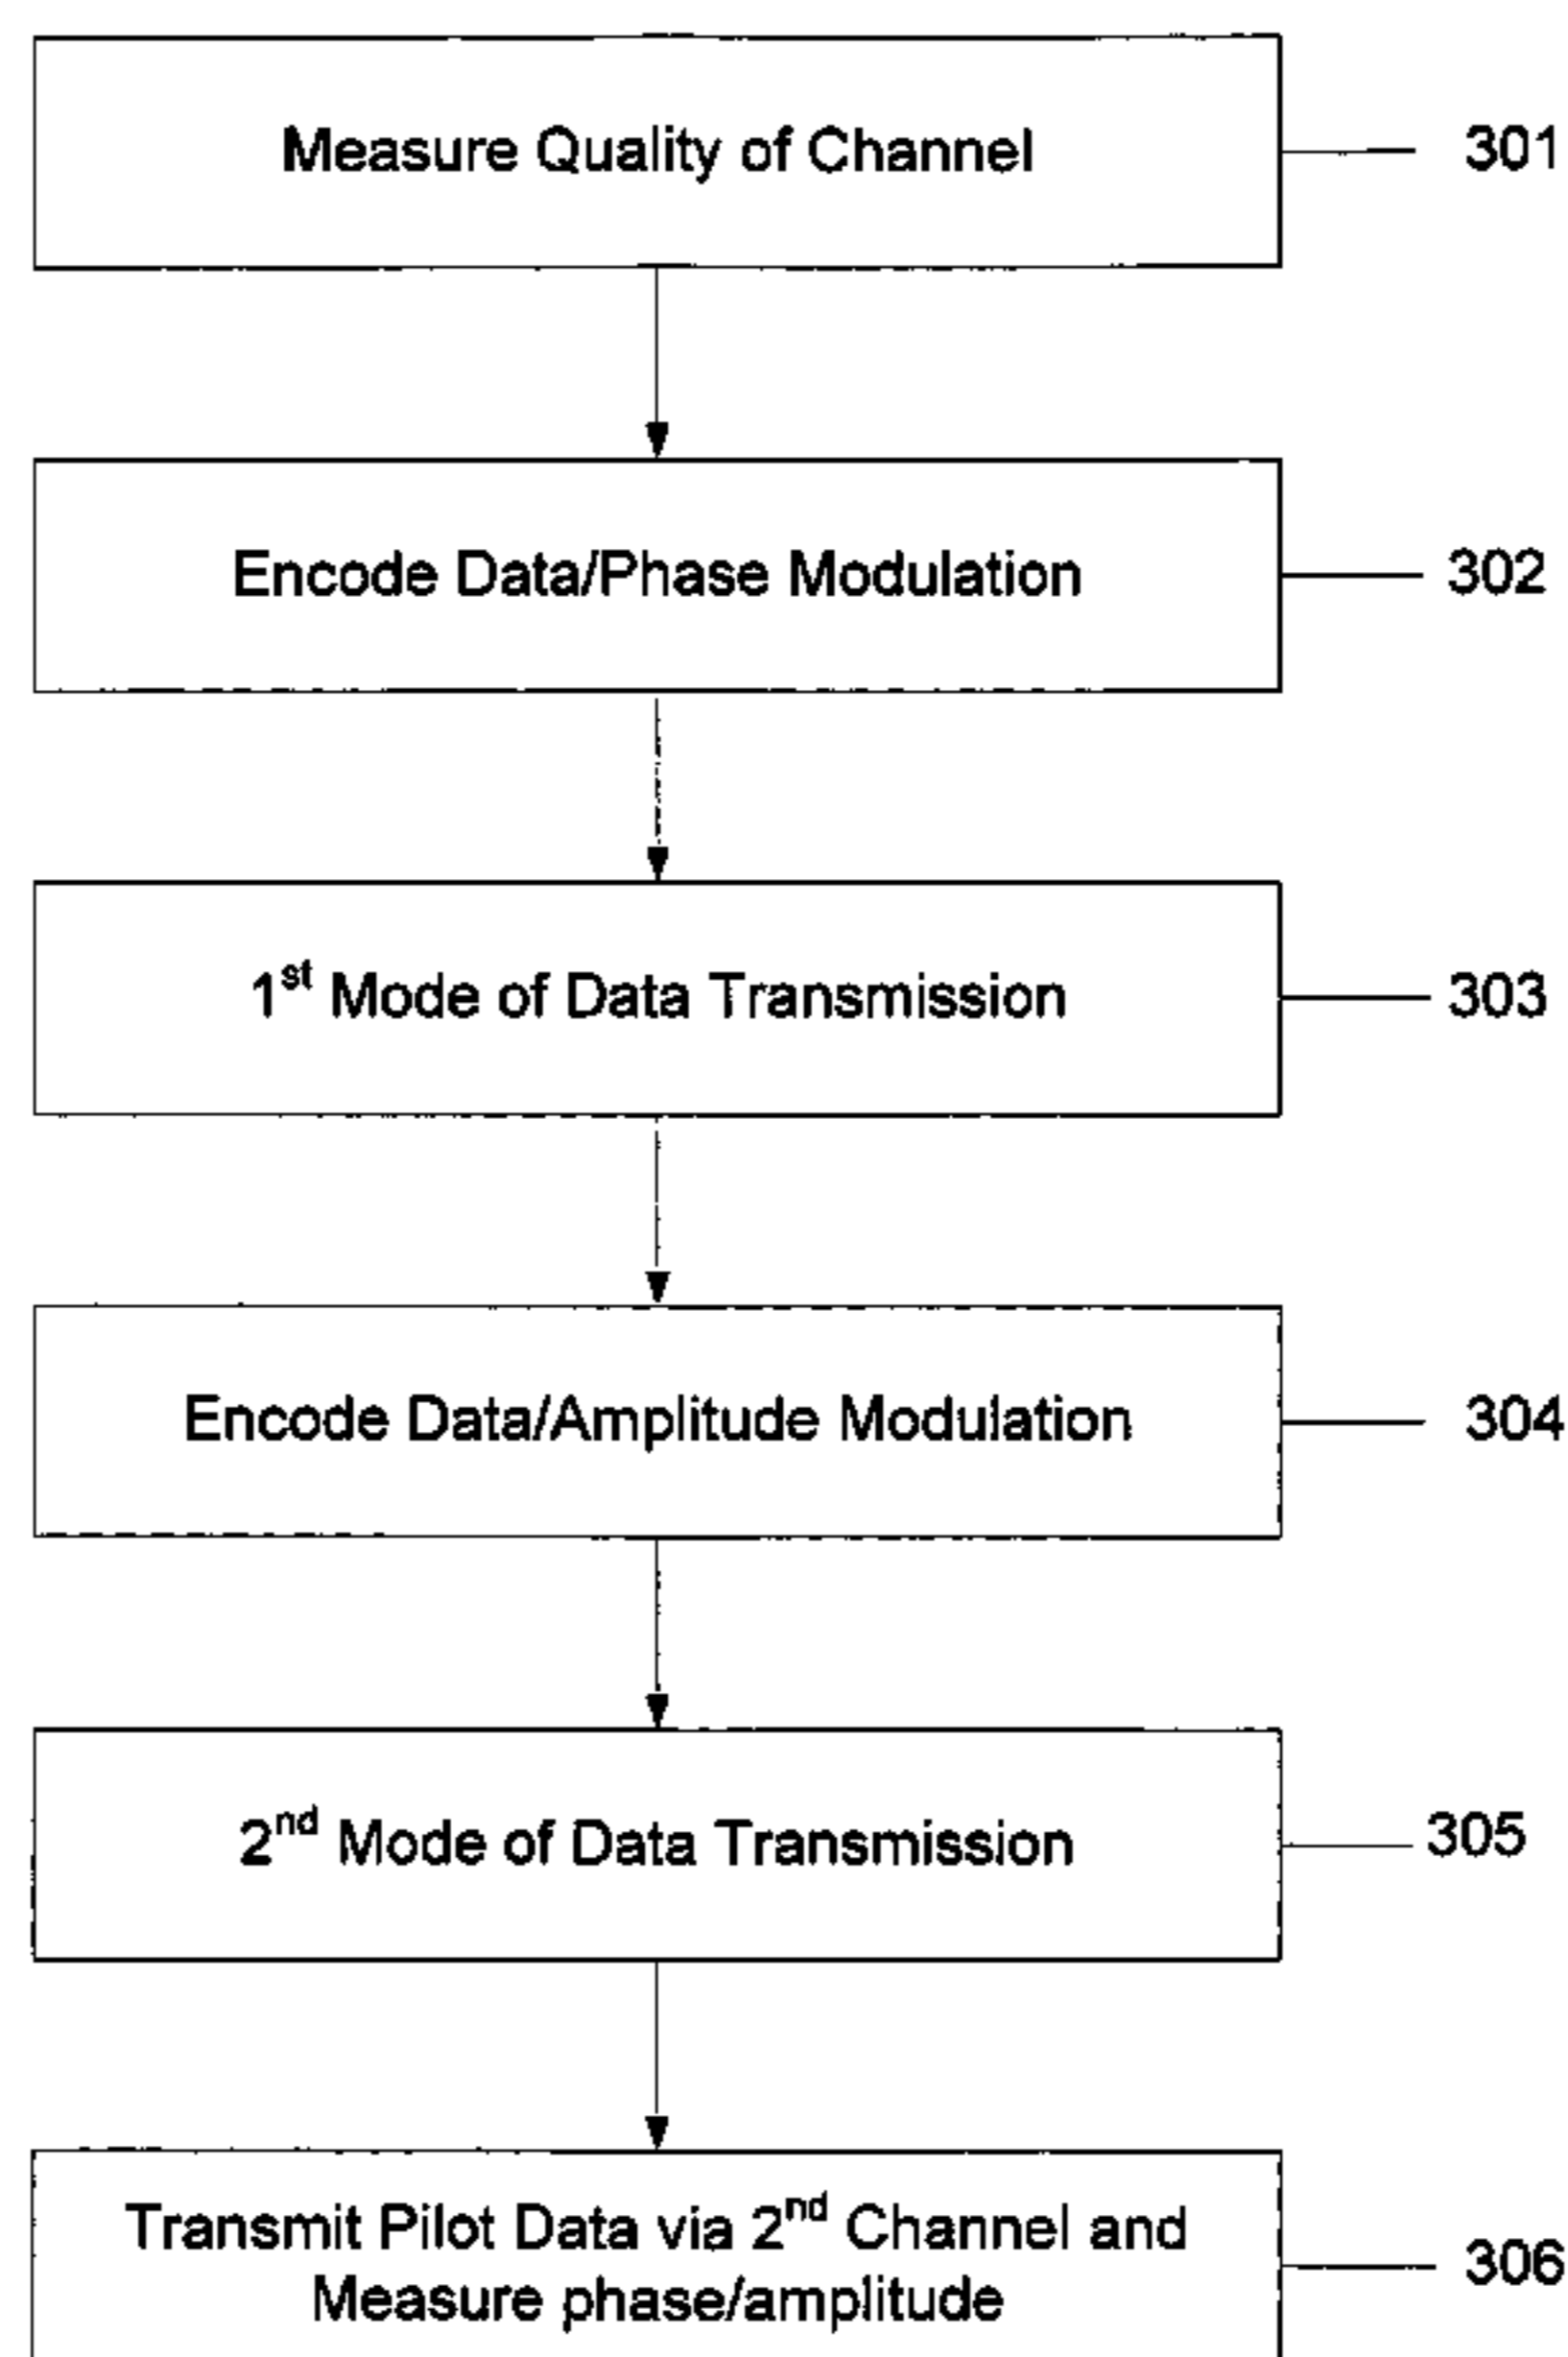 Measure Quality of Channel 301
Encode Data/Phase Modulation 302
1st Mode of Data Transmission 303
Encode Data/Amplitude Modulation 304
2nd Mode of Data Transmission 305
Transmit Pilot Data via 2nd Channel and
Measure phase/amplitude 306